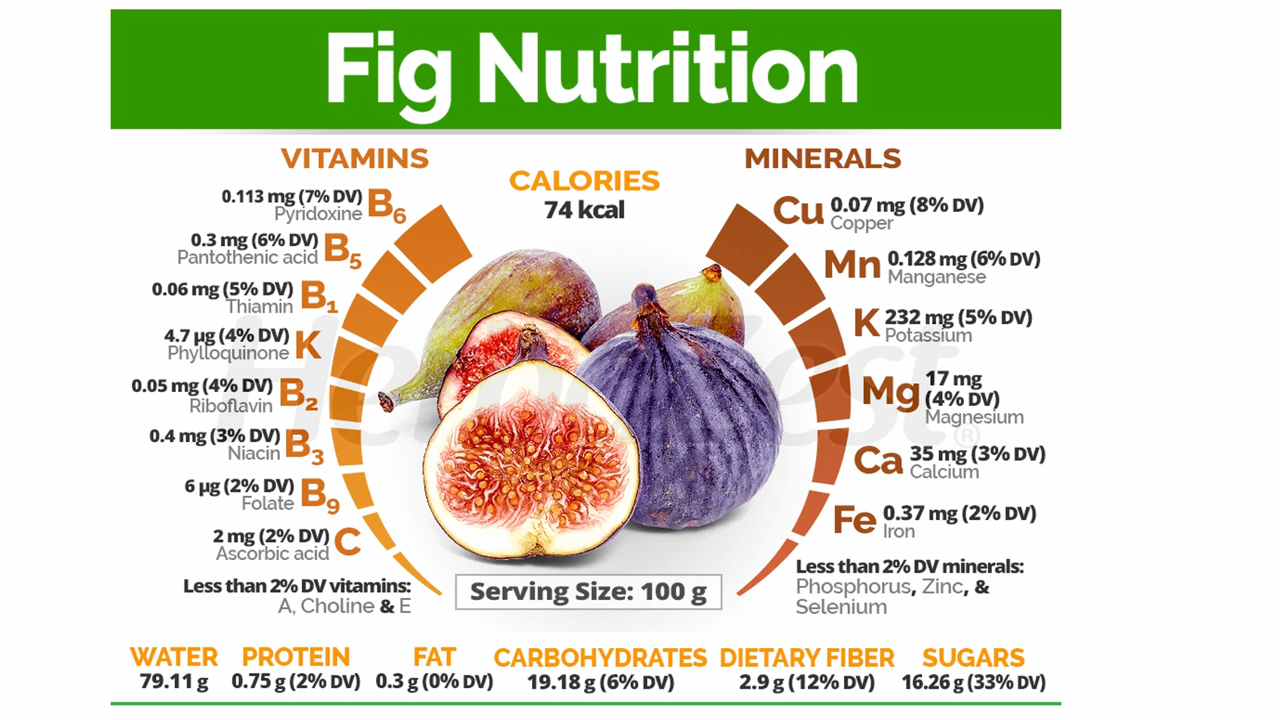 Fig Nutrition
VITAMINS
0.113 mg (7% DV)
Pyridoxine
B6
0.3 mg (6% DV)
Pantothenic acid
B5
0.06 mg (5% DV)
Thiamin
B1
4.7 µg (4% DV)
Phylloquinone
K
0.05 mg (4% DV)
Riboflavin
B2
0.4 mg (3% DV)
Niacin
B3
6 µg (2% DV)
Folate
B9
2 mg (2% DV)
Ascorbic acid
C
Less than 2% DV vitamins:
A, Choline & E
CALORIES
74 kcal
Serving Size: 100 g
MINERALS
Cu
0.07 mg (8% DV)
Copper
Mn
0.128 mg (6% DV)
Manganese
K
232 mg (5% DV)
Potassium
Mg
17 mg
(4% DV)
Magnesium
Ca
35 mg (3% DV)
Calcium
Fe
0.37 mg (2% DV)
Iron
Less than 2% DV minerals:
Phosphorus, Zinc, &
Selenium
WATER
79.11 g
PROTEIN
0.75 g (2% DV)
FAT
0.3 g (0% DV)
CARBOHYDRATES
19.18 g (6% DV)
DIETARY FIBER
2.9 g (12% DV)
SUGARS
16.26 g (33% DV)